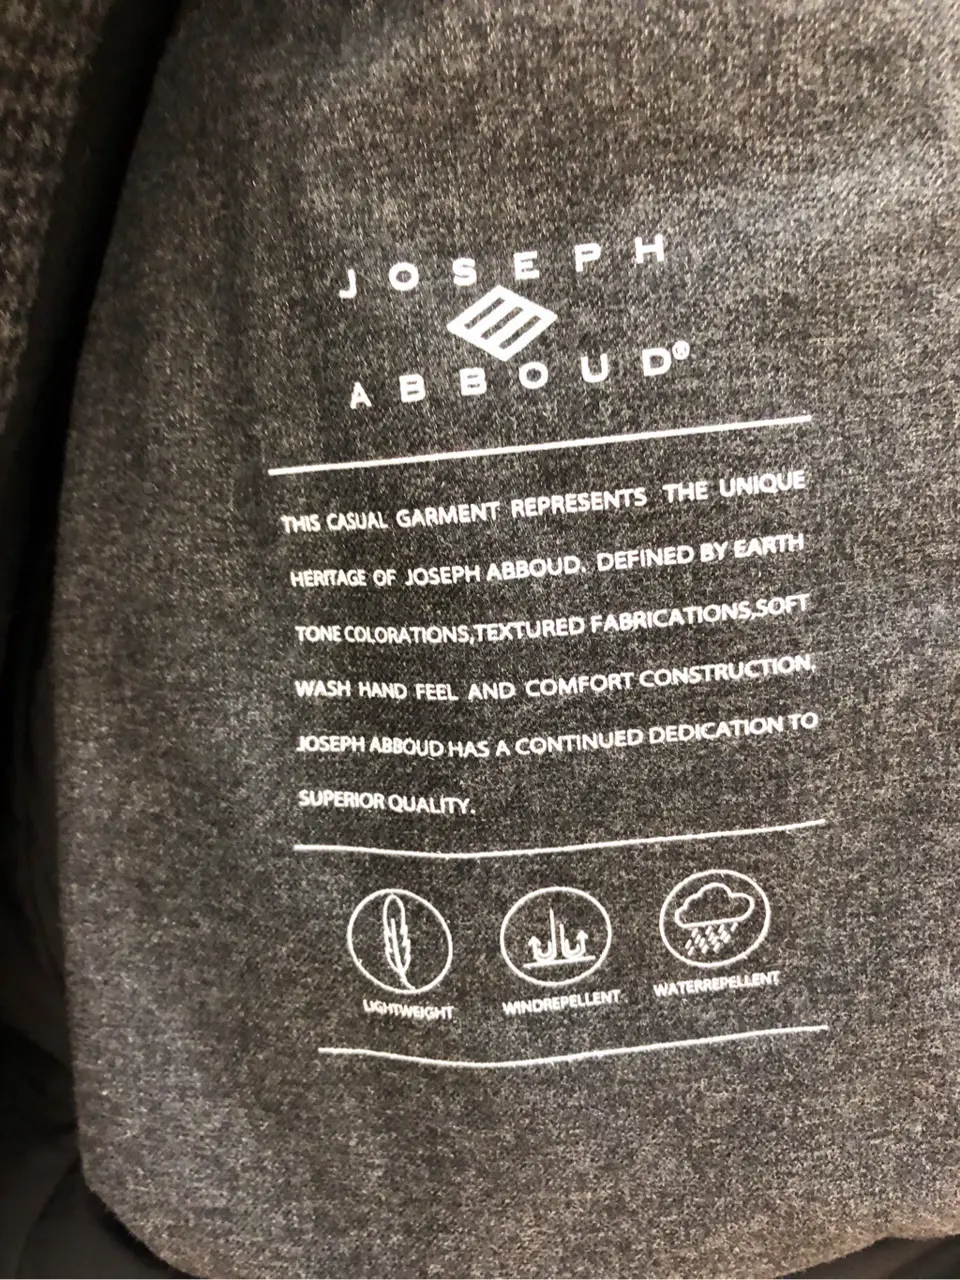 JOSEPH
ABBOUD®
THIS CASUAL GARMENT REPRESENTS THE UNIQUE
HERITAGE OF JOSEPH ABBOUD. DEFINED BY EARTH
TONE COLORATIONS,TEXTURED FABRICATIONS,SOFT
WASH HAND FEEL AND COMFORT CONSTRUCTION,
JOSEPH ABBOUD HAS A CONTINUED DEDICATION TO
SUPERIOR QUALITY.
LIGHTWEIGHT WINDREPELLENT WATERREPELLENT